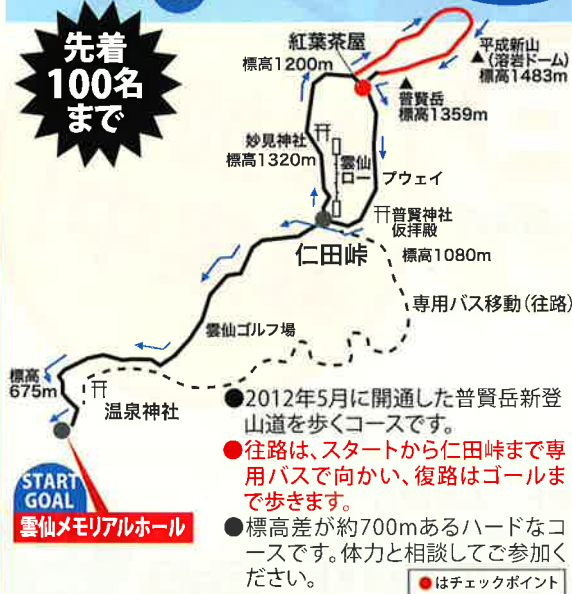 先着
100名
まで
紅葉茶屋
標高1200m
平成新山
(溶岩ドーム)
標高1483m
普賢岳
標高1359m
妙見神社
標高1320m
雲仙
ロー
プウェイ
普賢神社
仮拝殿
仁田峠
標高1080m
専用バス移動(往路)
雲仙ゴルフ場
標高
675m
温泉神社
START
GOAL
雲仙メモリアルホール
●2012年5月に開通した普賢岳新登
山道を歩くコースです。
●往路は、スタートから仁田峠まで専
用バスで向かい、復路はゴールま
で歩きます。
●標高差が約700mあるハードなコ
ースです。体力と相談してご参加く
ださい。
●はチェックポイント